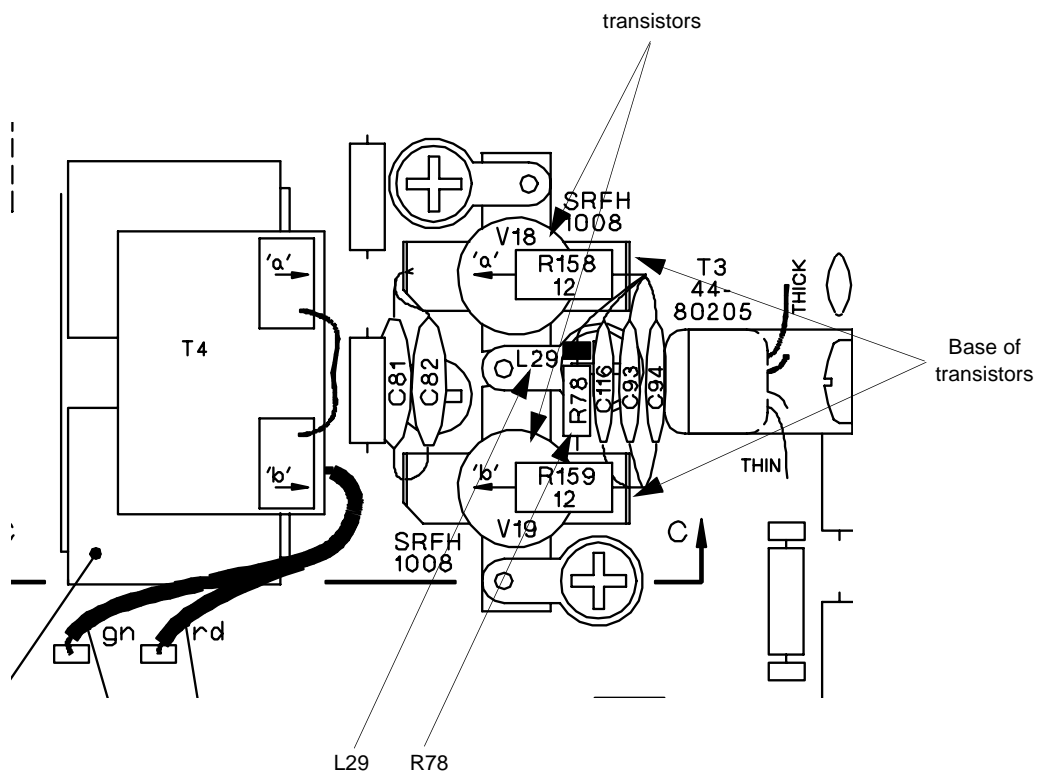 transistors
SRFH
1008
V18
'a'
'a'
R158
12
T3
44-
80205
THICK
T4
C81
C82
L29
R78
C116
C93
C94
Base of
transistors
'b'
'b'
R159
12
THIN
V19
SRFH
1008
C
gn
rd
L29
R78